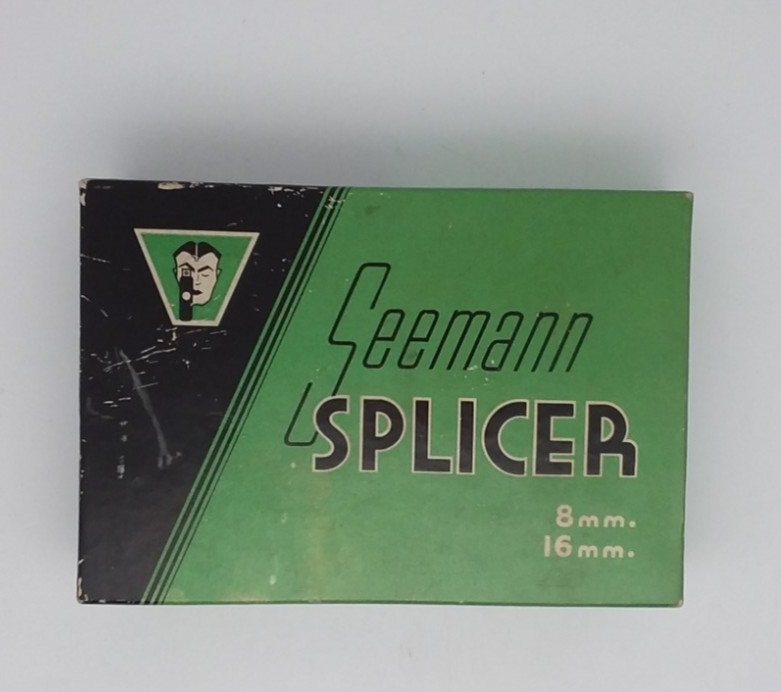 Seemann
SPLICER
8mm.
16mm.